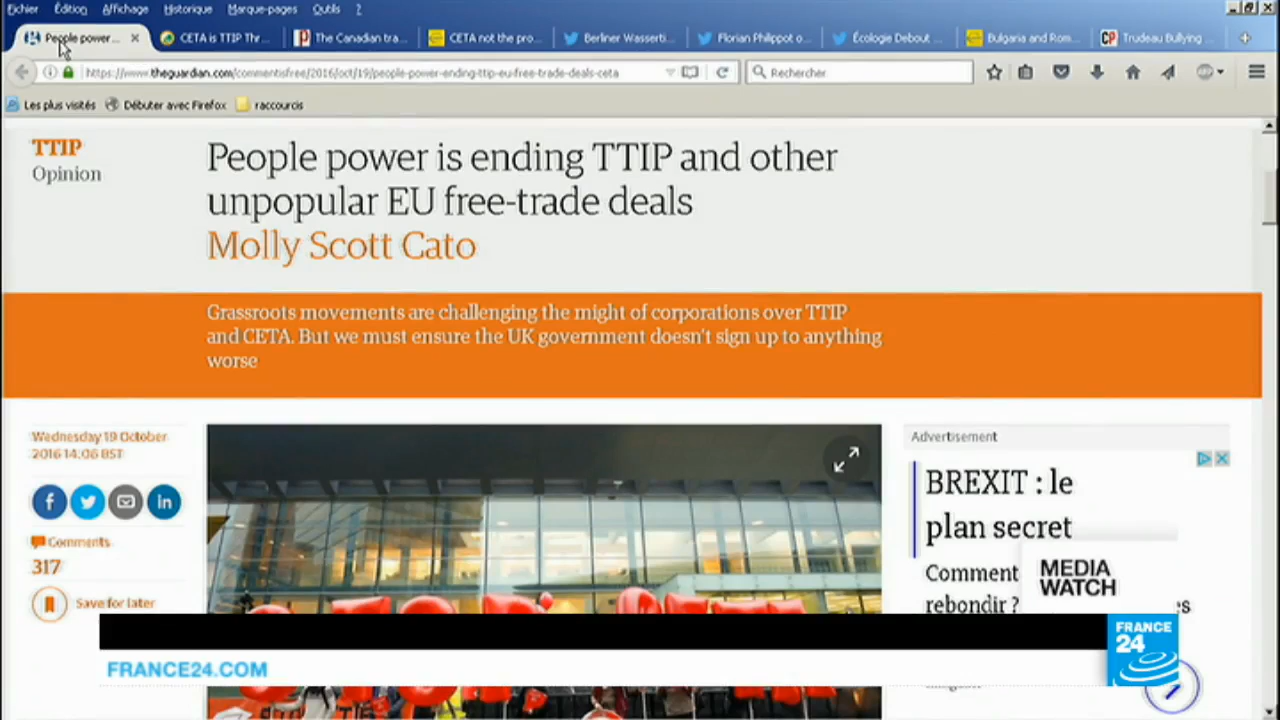 Fichier Édition Affichage Historique Marque-pages Outils ?
People power... CETA is TTIP Thr... The Canadian tra... CETA not the pro... Berliner Wasserti... Florian Philippot o... Écologie Debout ... Bulgaria and Rom... Trudeau Bullying ...
https://www.theguardian.com/commentisfree/2016/oct/19/people-power-ending-ttip-eu-free-trade-deals-ceta
Rechercher
Les plus visités Débuter avec Firefox raccourcis
TTIP
Opinion
People power is ending TTIP and other
unpopular EU free-trade deals
Molly Scott Cato
Grassroots movements are challenging the might of corporations over TTIP
and CETA. But we must ensure the UK government doesn't sign up to anything
worse
Wednesday 19 October
2016 14:06 BST
Comments
317
Save for later
Advertisement
BREXIT : le
plan secret
Comment
rebondir ?
MEDIA
WATCH
FRANCE24.COM
FRANCE
24